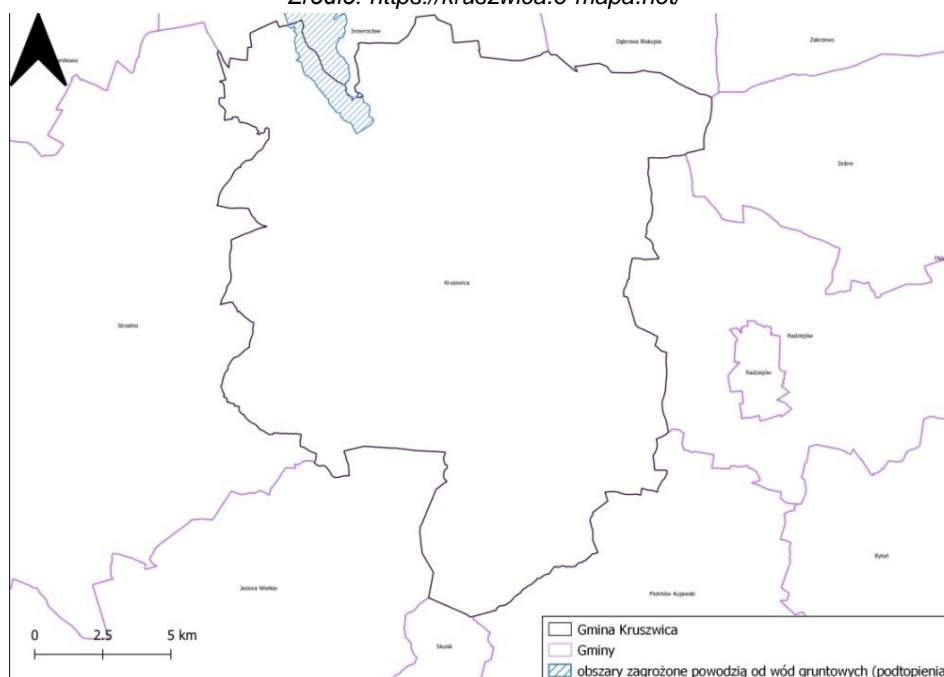 Źródło: https://kruszwica.e-mapa.net/
Inowrocław
Dąbrowa Biskupia
Zakrzewo
Dobre
Kruszwica
Strzelno
Radziejów
Radziejów
Bytoń
Jeziora Wielkie
Piotrków Kujawski
Skulsk
0 2.5 5 km
Gmina Kruszwica
Gminy
obszary zagrożone powodzią od wód gruntowych (podtopienia